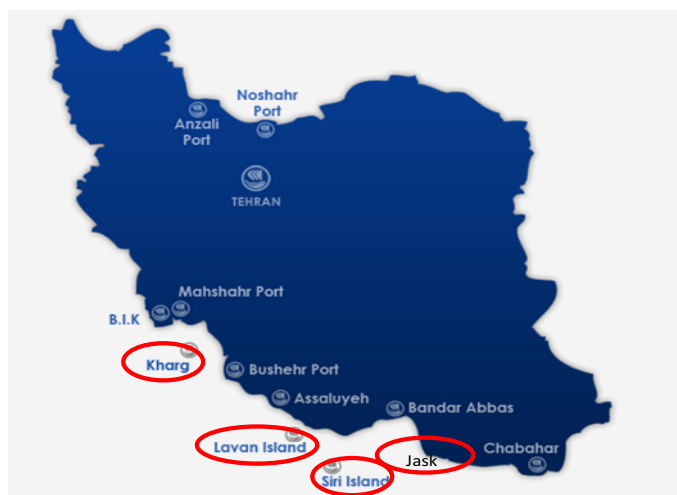 Noshahr
Port
Anzali
Port
TEHRAN
Mahshahr Port
B.I.K
Kharg
Bushehr Port
Assaluyeh
Bandar Abbas
Lavan Island
Chabahar
Jask
Siri Island